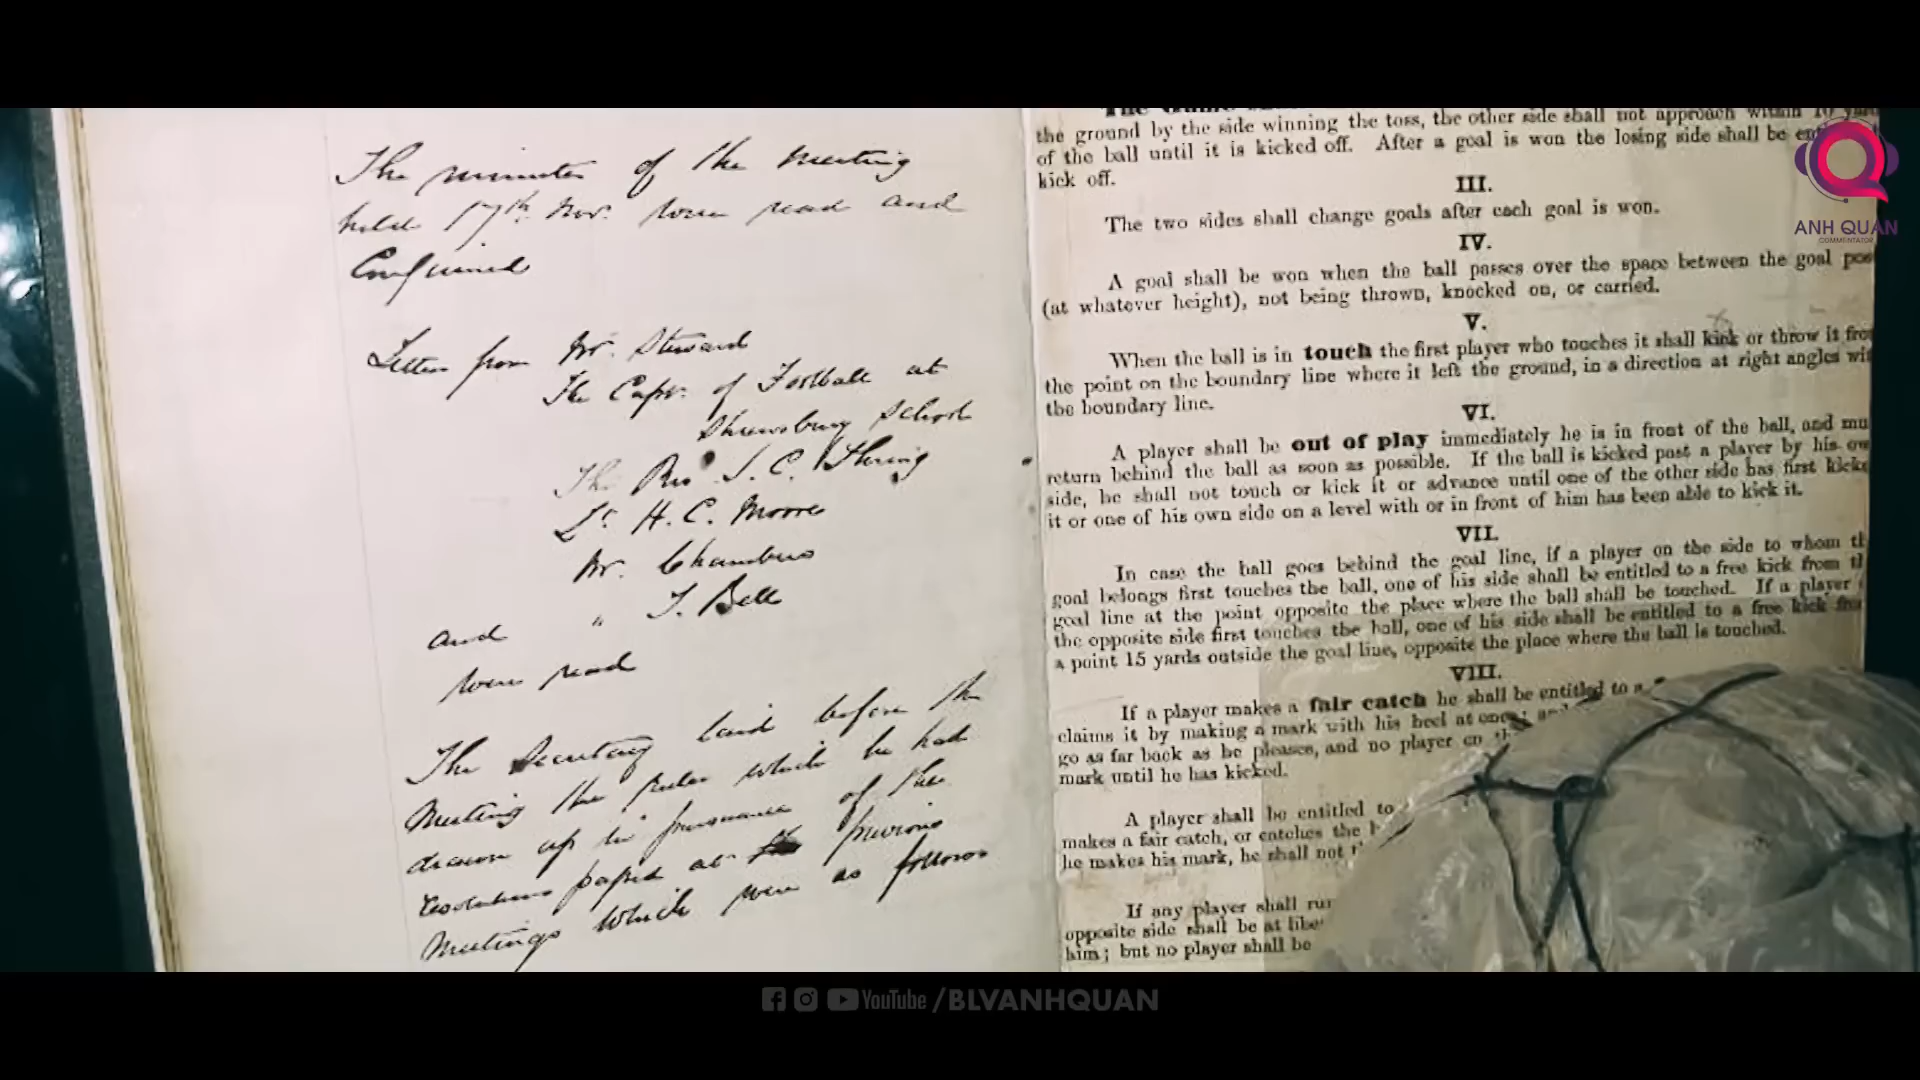 The minutes of the Meeting
held 17th Nov. were read and
Confirmed
Letters from Mr. Steward
The Capt. of Football at
Shrewsbury School
The Rev J. C. Thring
Lt H. C. Moore
Mr. Chambers
and " J. Bell
were read
The Secretary laid before the
Meeting the rules which he had
drawn up in pursuance of the
resolutions passed at previous
Meetings which were as follows
the ground by the side winning the toss, the other side shall not approach within 10
of the ball until it is kicked off. After a goal is won the losing side shall be
kick off.
III.
The two sides shall change goals after each goal is won.
IV.
A goal shall be won when the ball passes over the space between the goal
(at whatever height), not being thrown, knocked on, or carried.
V.
When the ball is in touch the first player who touches it shall kick or throw it
the point on the boundary line where it left the ground, in a direction at right angles
the boundary line.
VI.
A player shall be out of play immediately he is in front of the ball, and
return behind the ball as soon as possible. If the ball is kicked past a player by his
side, he shall not touch or kick it or advance until one of the other side has first
it or one of his own side on a level with or in front of him has been able to kick it.
VII.
In case the ball goes behind the goal line, if a player on the side to whom
goal belongs first touches the ball, one of his side shall be entitled to a free kick from
goal line at the point opposite the place where the ball shall be touched. If a player
the opposite side first touches the ball, one of his side shall be entitled to a free kick
a point 15 yards outside the goal line, opposite the place where the ball is touched.
VIII.
If a player makes a fair catch he shall be entitled to a
claims it by making a mark with his heel at once; and
go as far back as he pleases, and no player on
mark until he has kicked.
A player shall be entitled to
makes a fair catch, or catches the
he makes his mark, he shall not
If any player shall run
opposite side shall be at
him; but no player shall be
ANH QUAN
COMMENTATOR
YouTube /BLVANHQUAN